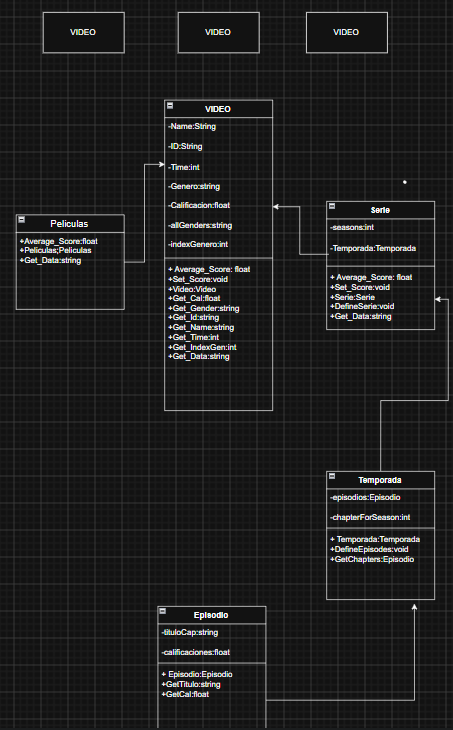 VIDEO
VIDEO
VIDEO
VIDEO
-Name:String
-ID:String
-Time:int
-Genero:string
-Calificacion:float
-allGenders:string
-indexGenero:int
+ Average_Score: float
+Set_Score:void
+Video:Video
+Get_Cal:float
+Get_Gender:string
+Get_Id:string
+Get_Name:string
+Get_Time:int
+Get_IndexGen:int
+Get_Data:string
Peliculas
+Average_Score:float
+Peliculas;Peliculas
+Get_Data:string
Serie
-seasons:int
-Temporada:Temporada
+ Average_Score: float
+Set_Score:void
+Serie:Serie
+DefineSerie:void
+Get_Data:string
Temporada
-episodios:Episodio
-chapterForSeason:int
+ Temporada:Temporada
+DefineEpisodes:void
+GetChapters:Episodio
Episodio
-tituloCap:string
-calificaciones:float
+ Episodio:Episodio
+GetTitulo:string
+GetCal:float